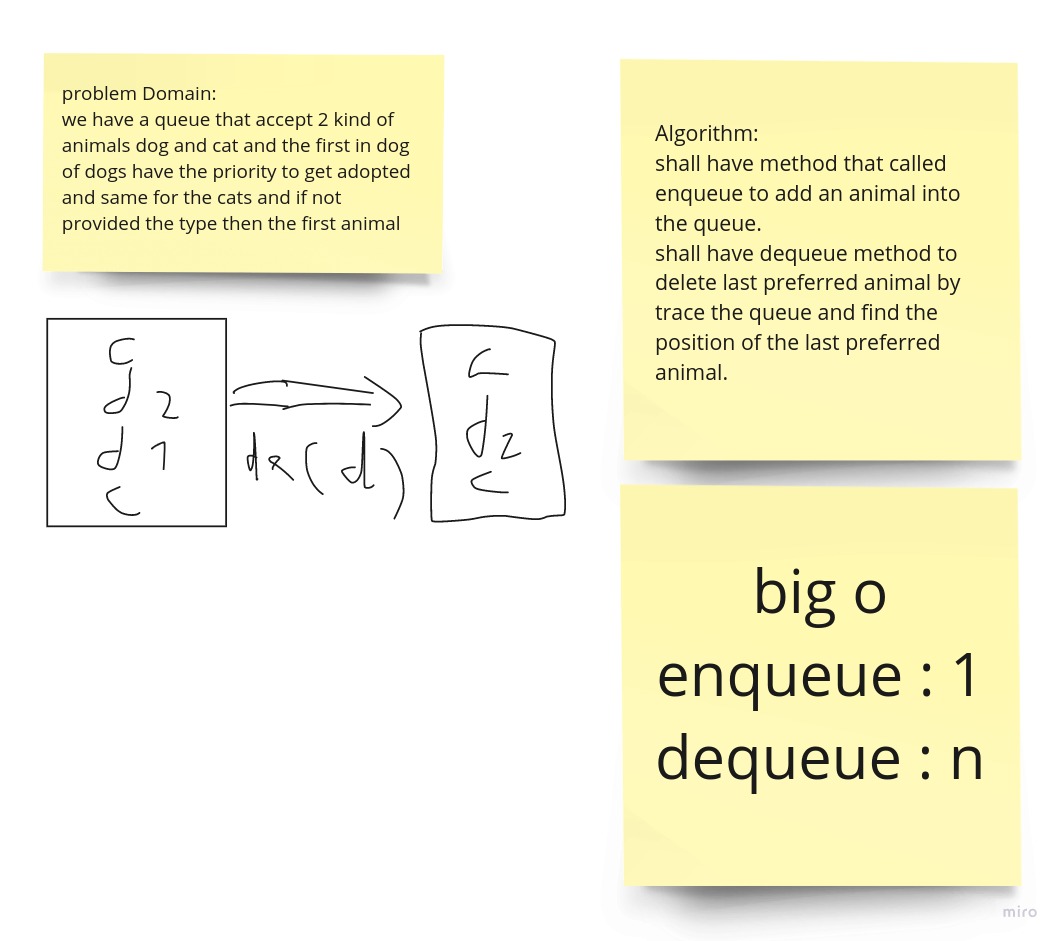 problem Domain:
we have a queue that accept 2 kind of
animals dog and cat and the first in dog
of dogs have the priority to get adopted
and same for the cats and if not
provided the type then the first animal
Algorithm:
shall have method that called
enqueue to add an animal into
the queue.
shall have dequeue method to
delete last preferred animal by
trace the queue and find the
position of the last preferred
animal.
c
d 2
d 1
c
(d)
c
d2
c
big o
enqueue : 1
dequeue : n
miro